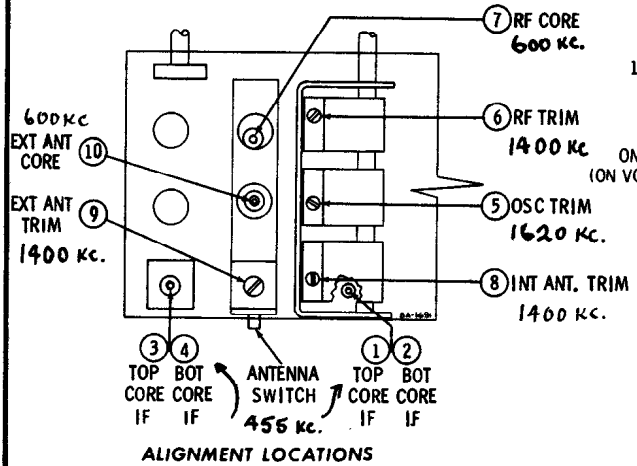 7 RF CORE
600 KC.
1
600 KC
EXT ANT 10
CORE
6 RF TRIM
1400 KC
ON
(ON VO
EXT ANT 9
TRIM
1400 KC.
5 OSC TRIM
1620 KC.
8 INT ANT. TRIM
1400 KC.
3 4
TOP BOT
CORE CORE
IF IF
ANTENNA
SWITCH
455 KC.
1 2
TOP BOT
CORE CORE
IF IF
ALIGNMENT LOCATIONS